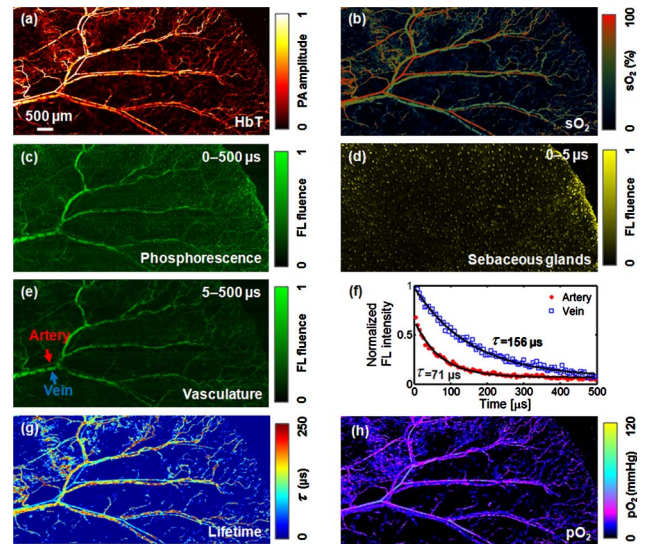 (a)
1
PA amplitude
0
500 µm
HbT
(b)
100
sO2 (%)
0
sO2
(c)
0–500 µs
1
FL fluence
0
Phosphorescence
(d)
0–5 µs
1
FL fluence
0
Sebaceous glands
(e)
5–500 µs
1
FL fluence
0
Artery
Vein
Vasculature
(f)
Normalized
FL intensity
1
0.5
0
Artery
Vein
τ=156 µs
τ=71 µs
0 100 200 300 400 500
Time [µs]
(g)
250
τ (µs)
0
Lifetime
(h)
120
pO2 (mmHg)
0
pO2